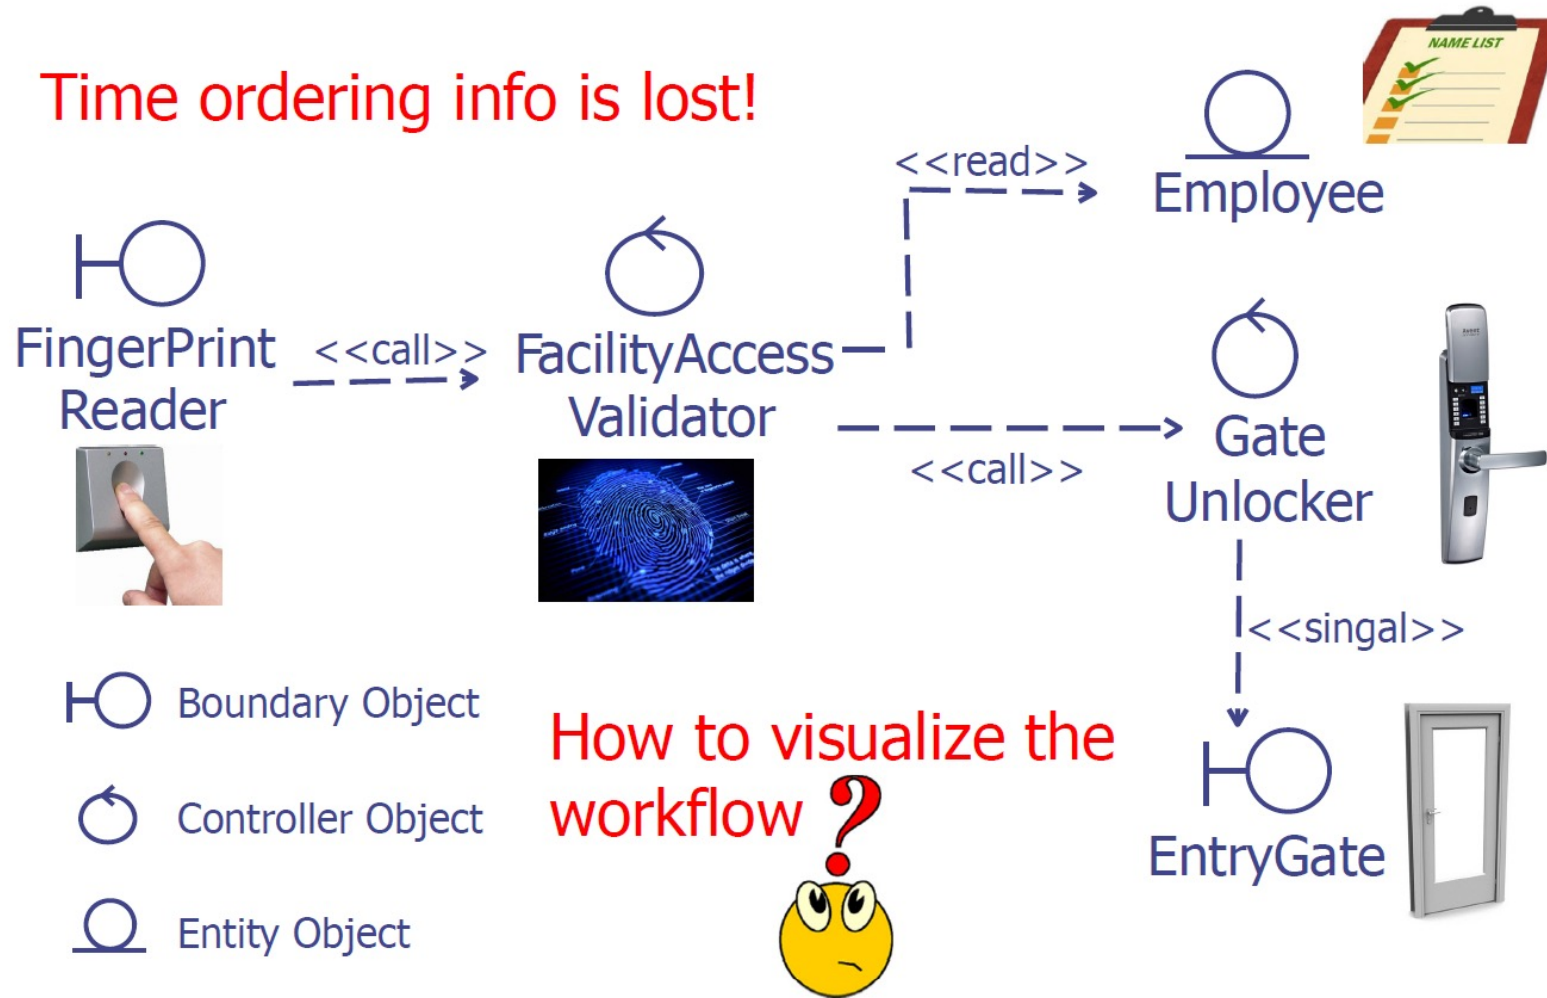 Time ordering info is lost!
NAME LIST
<<read>>
Employee
FingerPrint
Reader
<<call>>
FacilityAccess
Validator
<<call>>
Gate
Unlocker
<<singal>>
EntryGate
Boundary Object
Controller Object
Entity Object
How to visualize the
workflow ?